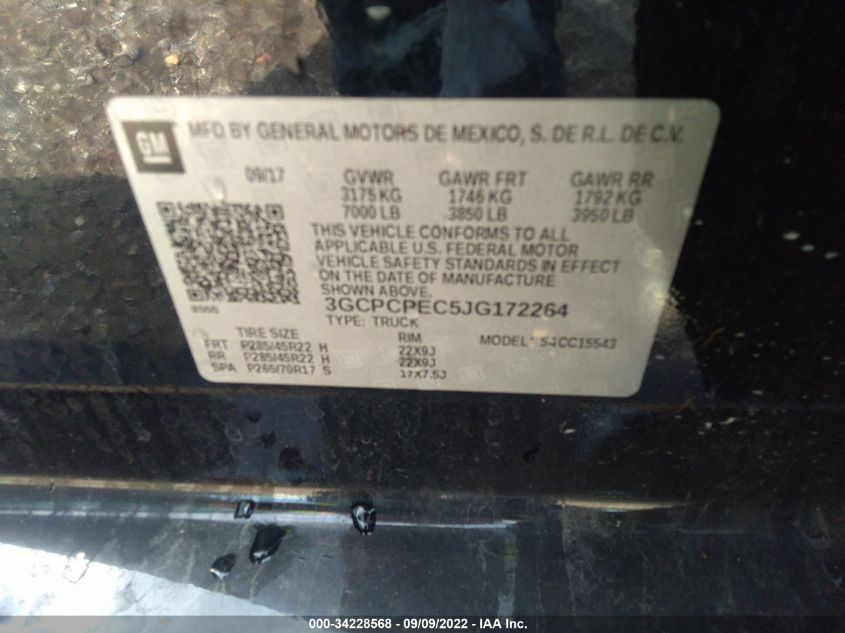 GM
MFD BY GENERAL MOTORS DE MEXICO, S. DE R.L. DE C.V.
09/17 GVWR GAWR FRT GAWR RR
3175 KG 1746 KG 1792 KG
7000 LB 3850 LB 3950 LB
THIS VEHICLE CONFORMS TO ALL
APPLICABLE U.S. FEDERAL MOTOR
VEHICLE SAFETY STANDARDS IN EFFECT
ON THE DATE OF MANUFACTURE
SHOWN ABOVE.
3GCPCPEC5JG172264
TYPE: TRUCK
TIRE SIZE RIM MODEL:
FRT P285/45R22 H 22X9J
RR P285/45R22 H 22X9J
SPA P265/70R17 S 17X7.5J
000-34228568 - 09/09/2022 - IAA Inc.